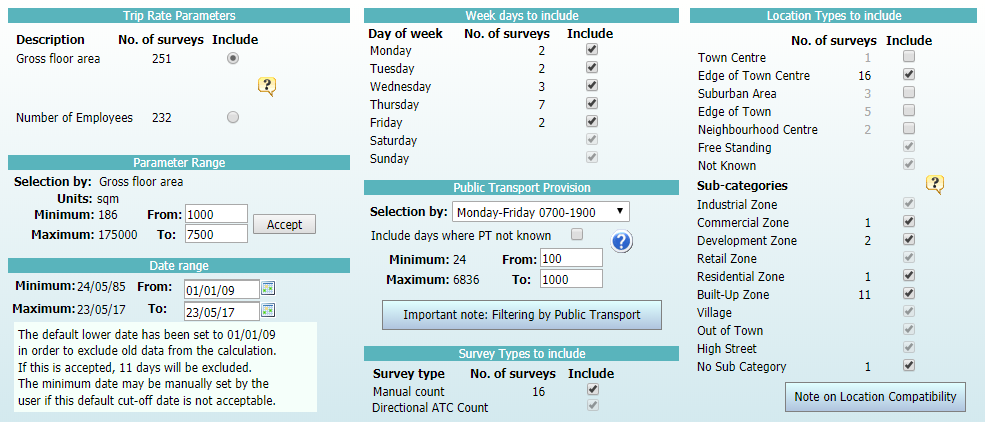 Trip Rate Parameters
Description No. of surveys Include
Gross floor area 251
?
Number of Employees 232
Parameter Range
Selection by: Gross floor area
Units: sqm
Minimum: 186 From: 1000
Maximum: 175000 To: 7500
Accept
Date range
Minimum: 24/05/85 From: 01/01/09
Maximum: 23/05/17 To: 23/05/17
The default lower date has been set to 01/01/09
in order to exclude old data from the calculation.
If this is accepted, 11 days will be excluded.
The minimum date may be manually set by the
user if this default cut-off date is not acceptable.
Week days to include
Day of week No. of surveys Include
Monday 2
Tuesday 2
Wednesday 3
Thursday 7
Friday 2
Saturday
Sunday
Public Transport Provision
Selection by: Monday-Friday 0700-1900
Include days where PT not known
?
Minimum: 24 From: 100
Maximum: 6836 To: 1000
Important note: Filtering by Public Transport
Survey Types to include
Survey type No. of surveys Include
Manual count 16
Directional ATC Count
Location Types to include
No. of surveys Include
Town Centre 1
Edge of Town Centre 16
Suburban Area 3
Edge of Town 5
Neighbourhood Centre 2
Free Standing
Not Known
Sub-categories
?
Industrial Zone
Commercial Zone 1
Development Zone 2
Retail Zone
Residential Zone 1
Built-Up Zone 11
Village
Out of Town
High Street
No Sub Category 1
Note on Location Compatibility